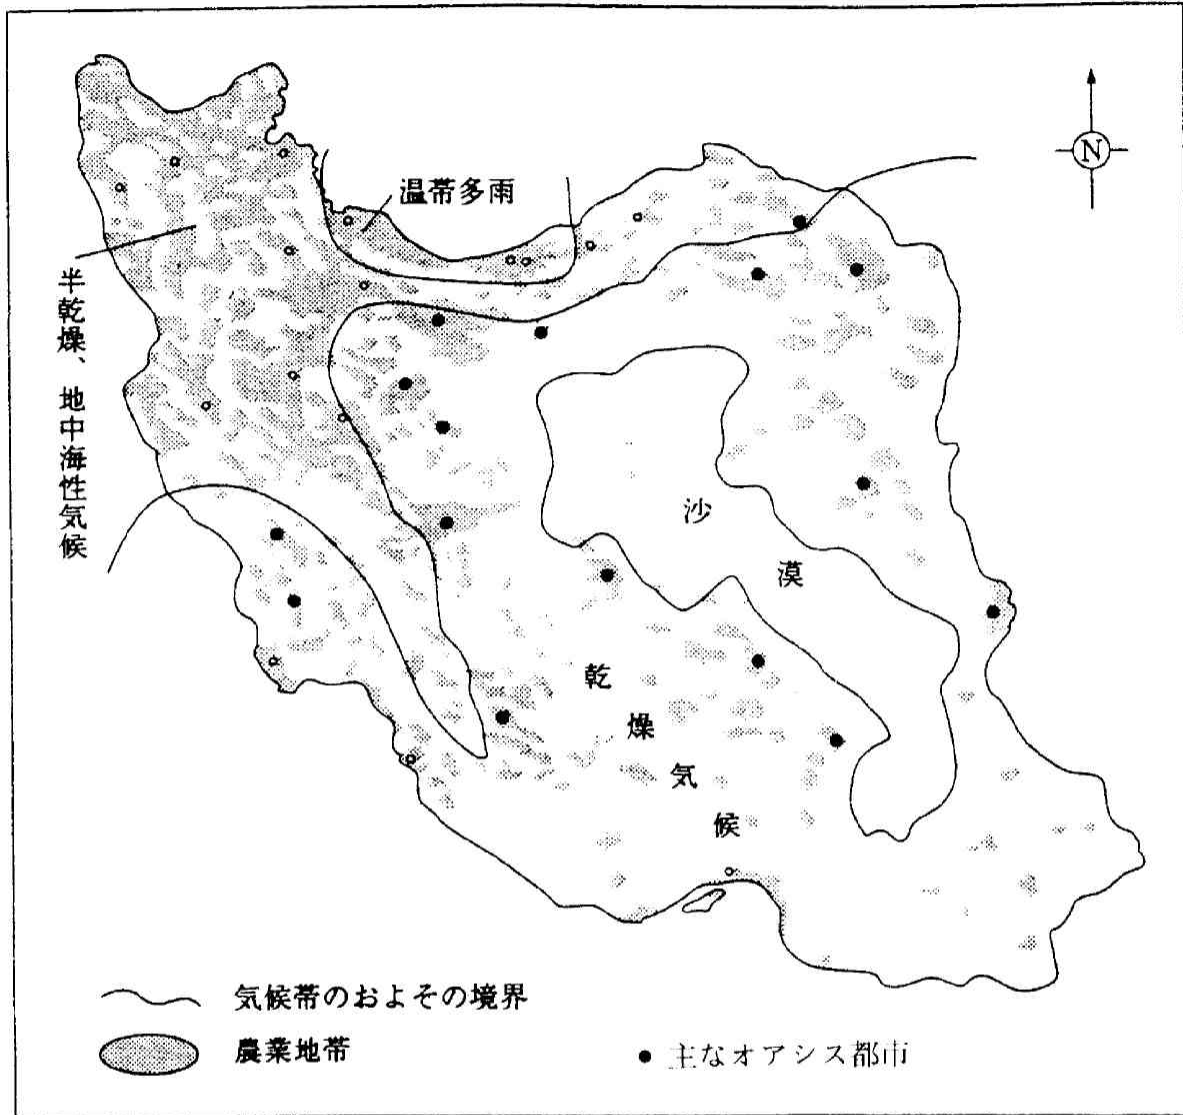 N
温帯多雨
半乾燥、地中海性気候
沙漠
乾燥気候
気候帯のおよその境界
農業地帯
主なオアシス都市